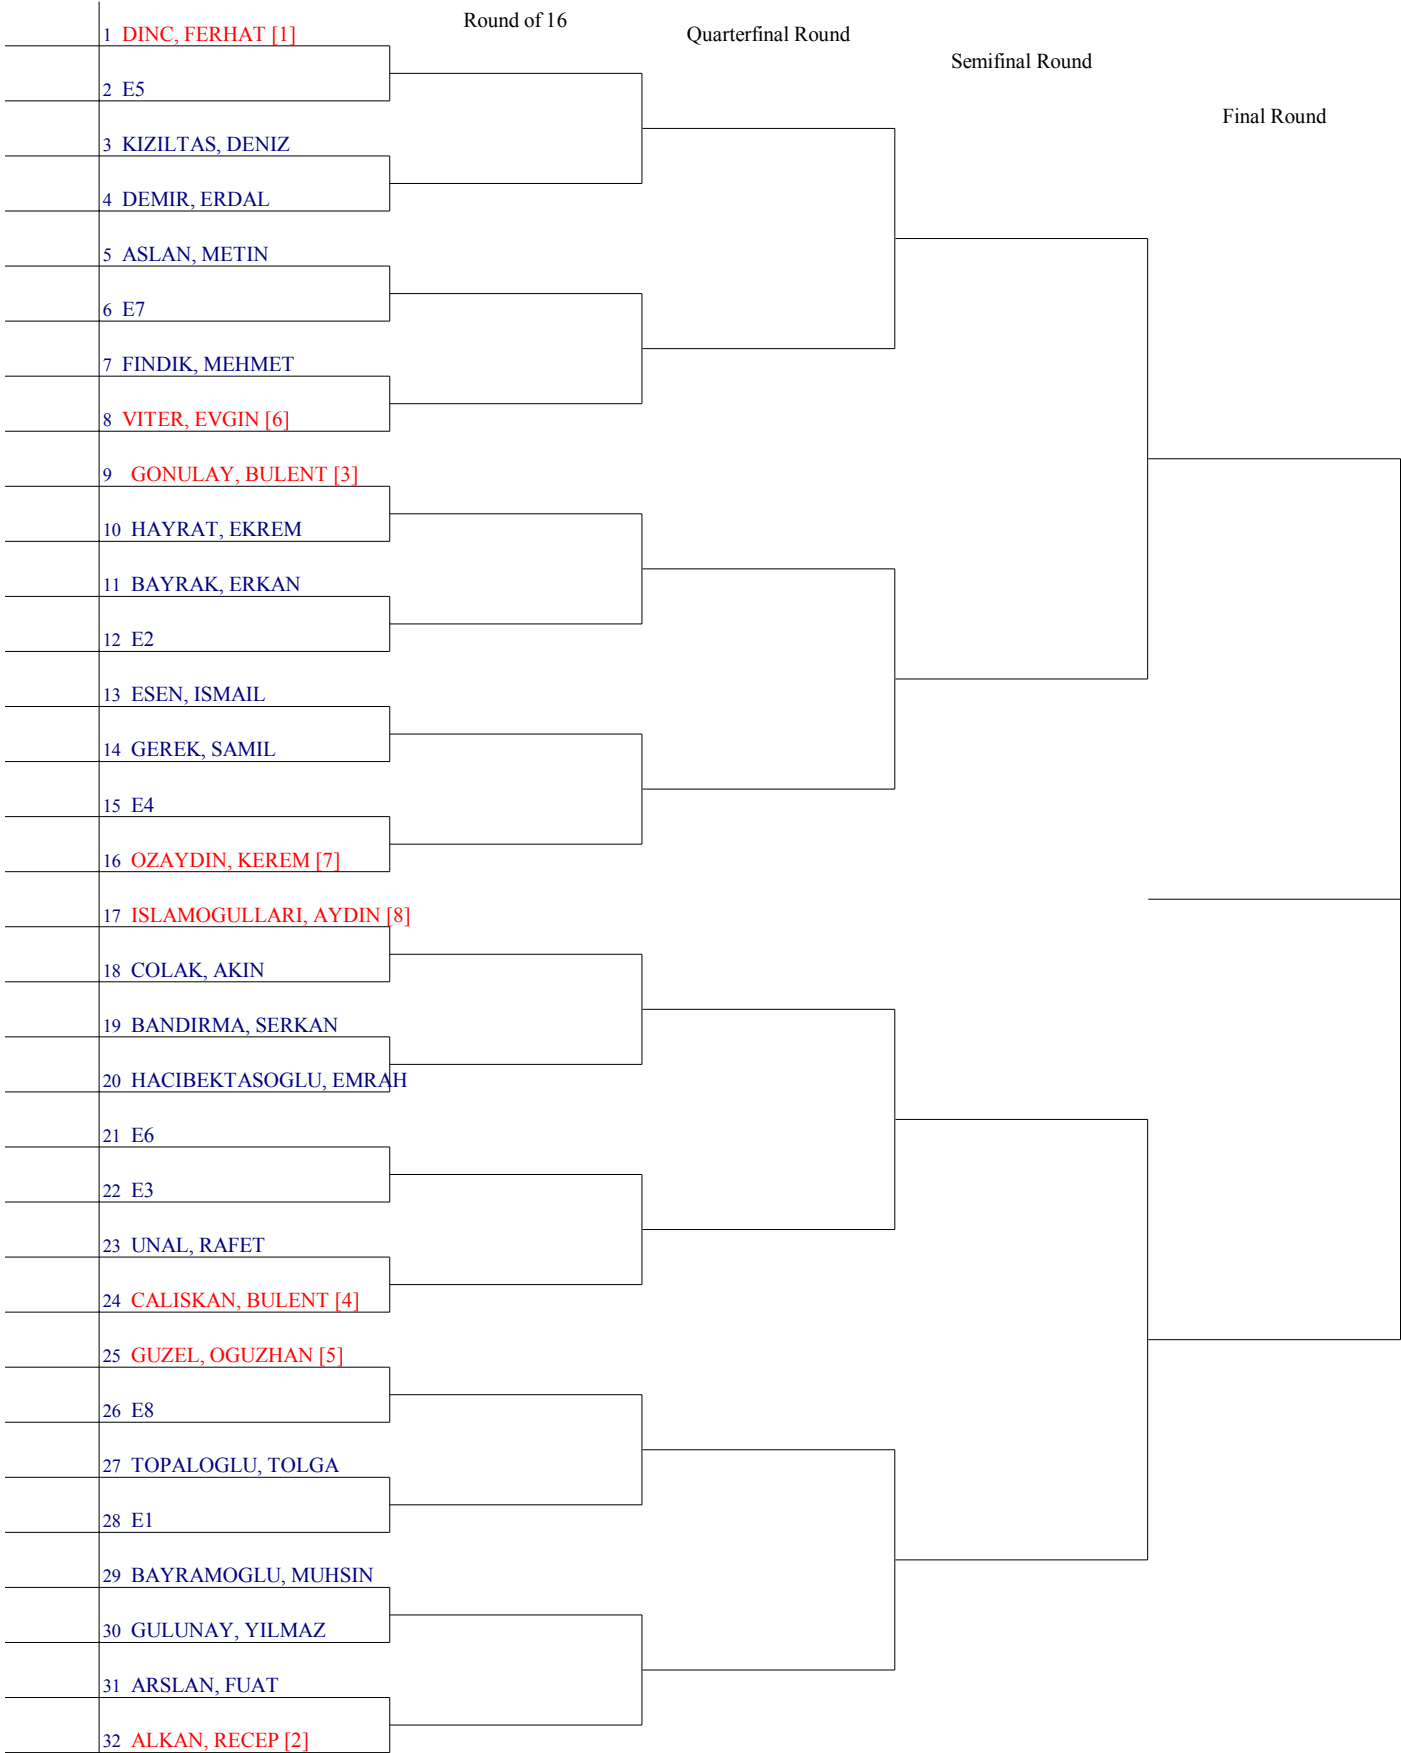 Round of 16
Quarterfinal Round
Semifinal Round
Final Round
1 DINC, FERHAT [1]
2 E5
3 KIZILTAS, DENIZ
4 DEMIR, ERDAL
5 ASLAN, METIN
6 E7
7 FINDIK, MEHMET
8 VITER, EVGIN [6]
9 GONULAY, BULENT [3]
10 HAYRAT, EKREM
11 BAYRAK, ERKAN
12 E2
13 ESEN, ISMAIL
14 GEREK, SAMIL
15 E4
16 OZAYDIN, KEREM [7]
17 ISLAMOGULLARI, AYDIN [8]
18 COLAK, AKIN
19 BANDIRMA, SERKAN
20 HACIBEKTASOGLU, EMRAH
21 E6
22 E3
23 UNAL, RAFET
24 CALISKAN, BULENT [4]
25 GUZEL, OGUZHAN [5]
26 E8
27 TOPALOGLU, TOLGA
28 E1
29 BAYRAMOGLU, MUHSIN
30 GULUNAY, YILMAZ
31 ARSLAN, FUAT
32 ALKAN, RECEP [2]